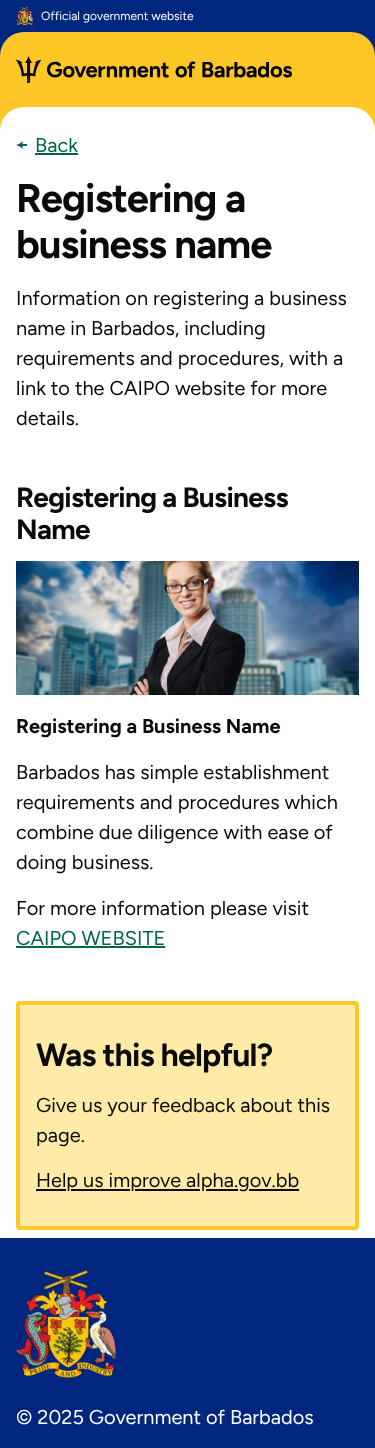 Official government website
Government of Barbados
Back
Registering a
business name
Information on registering a business
name in Barbados, including
requirements and procedures, with a
link to the CAIPO website for more
details.
Registering a Business
Name
Registering a Business Name
Barbados has simple establishment
requirements and procedures which
combine due diligence with ease of
doing business.
For more information please visit
CAIPO WEBSITE
Was this helpful?
Give us your feedback about this
page.
Help us improve alpha.gov.bb
PRIDE AND INDUSTRY
© 2025 Government of Barbados